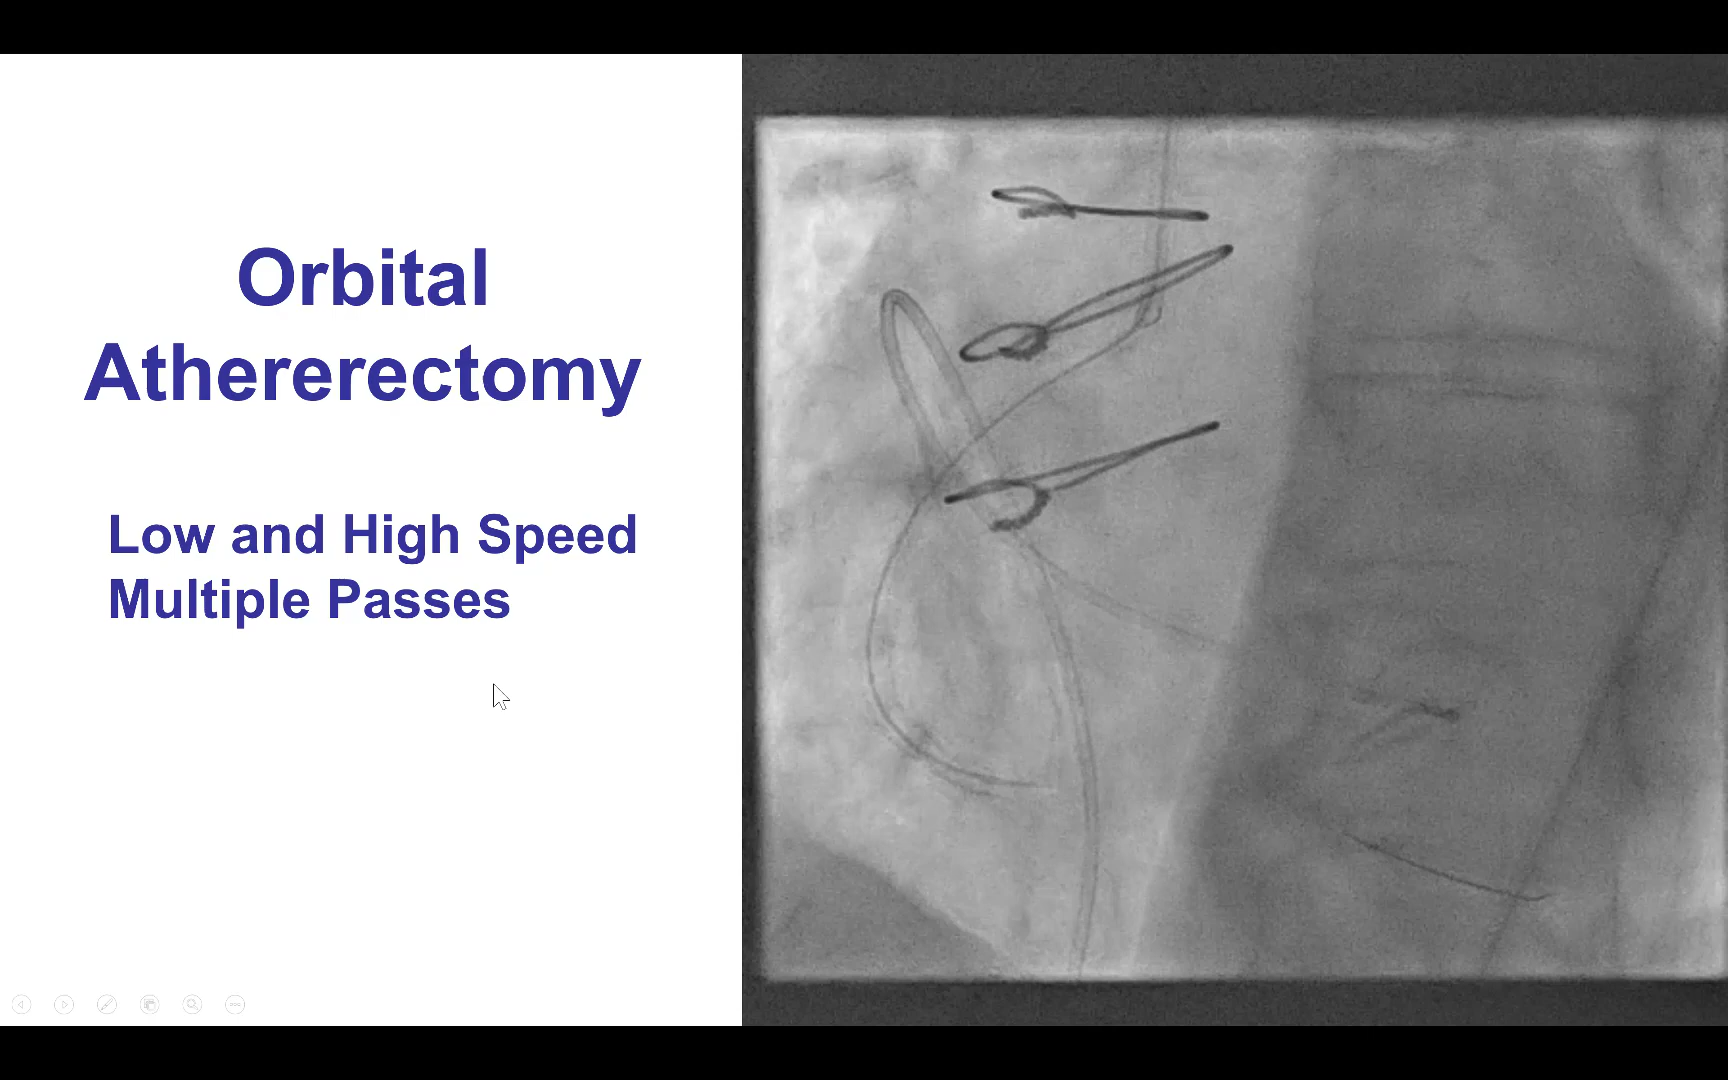 Orbital
Athererectomy
Low and High Speed
Multiple Passes